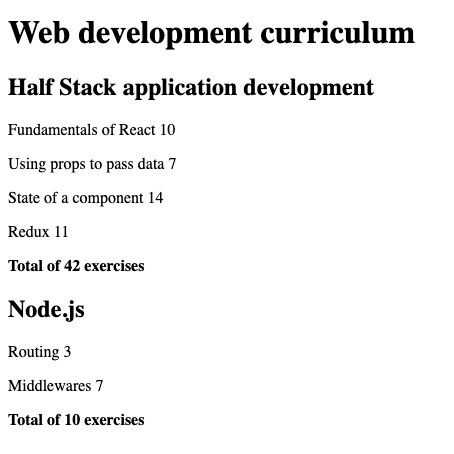 Web development curriculum
Half Stack application development
Fundamentals of React 10
Using props to pass data 7
State of a component 14
Redux 11
Total of 42 exercises
Node.js
Routing 3
Middlewares 7
Total of 10 exercises